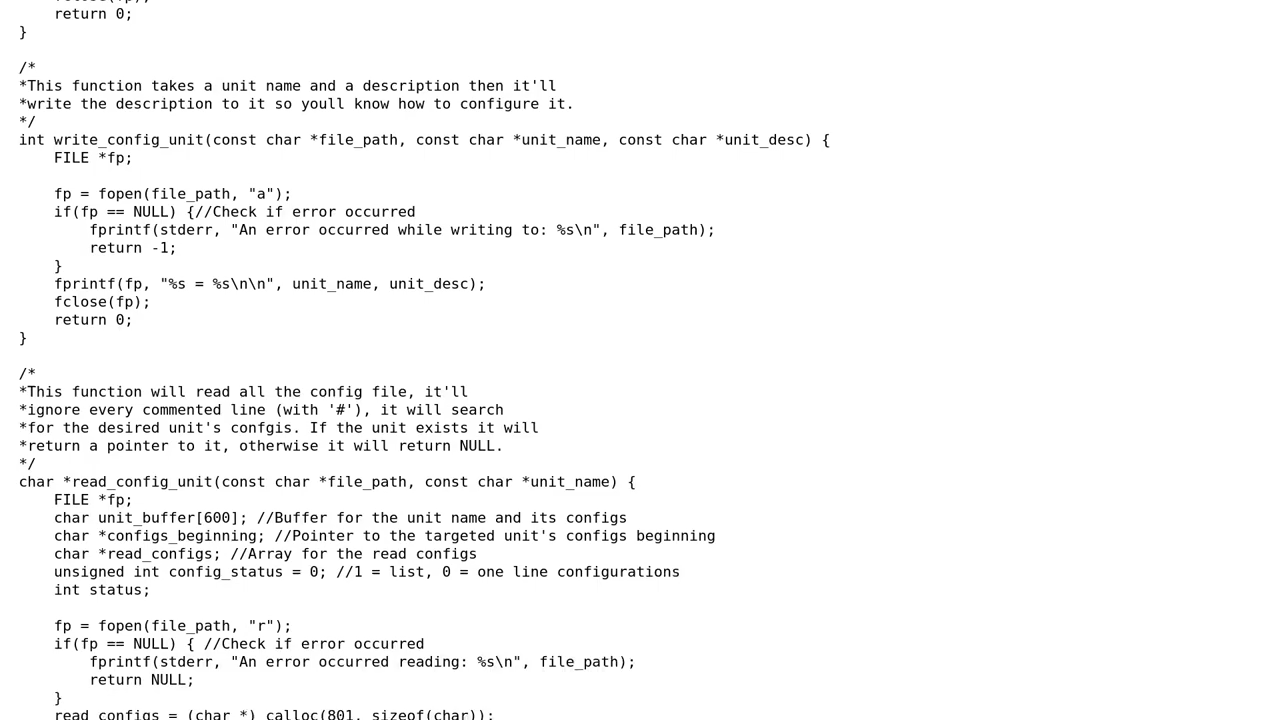 fclose(fp);
    return 0;
}

/*
*This function takes a unit name and a description then it'll
*write the description to it so youll know how to configure it.
*/
int write_config_unit(const char *file_path, const char *unit_name, const char *unit_desc) {
    FILE *fp;

    fp = fopen(file_path, "a");
    if(fp == NULL) {//Check if error occurred
        fprintf(stderr, "An error occurred while writing to: %s\n", file_path);
        return -1;
    }
    fprintf(fp, "%s = %s\n\n", unit_name, unit_desc);
    fclose(fp);
    return 0;
}

/*
*This function will read all the config file, it'll
*ignore every commented line (with '#'), it will search
*for the desired unit's confgis. If the unit exists it will
*return a pointer to it, otherwise it will return NULL.
*/
char *read_config_unit(const char *file_path, const char *unit_name) {
    FILE *fp;
    char unit_buffer[600]; //Buffer for the unit name and its configs
    char *configs_beginning; //Pointer to the targeted unit's configs beginning
    char *read_configs; //Array for the read configs
    unsigned int config_status = 0; //1 = list, 0 = one line configurations
    int status;

    fp = fopen(file_path, "r");
    if(fp == NULL) { //Check if error occurred
        fprintf(stderr, "An error occurred reading: %s\n", file_path);
        return NULL;
    }
    read_configs = (char *) calloc(801, sizeof(char));